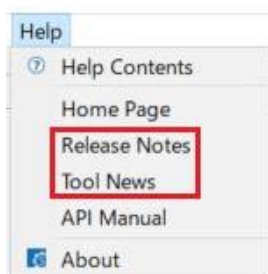 Help
Help Contents
Home Page
Release Notes
Tool News
API Manual
About